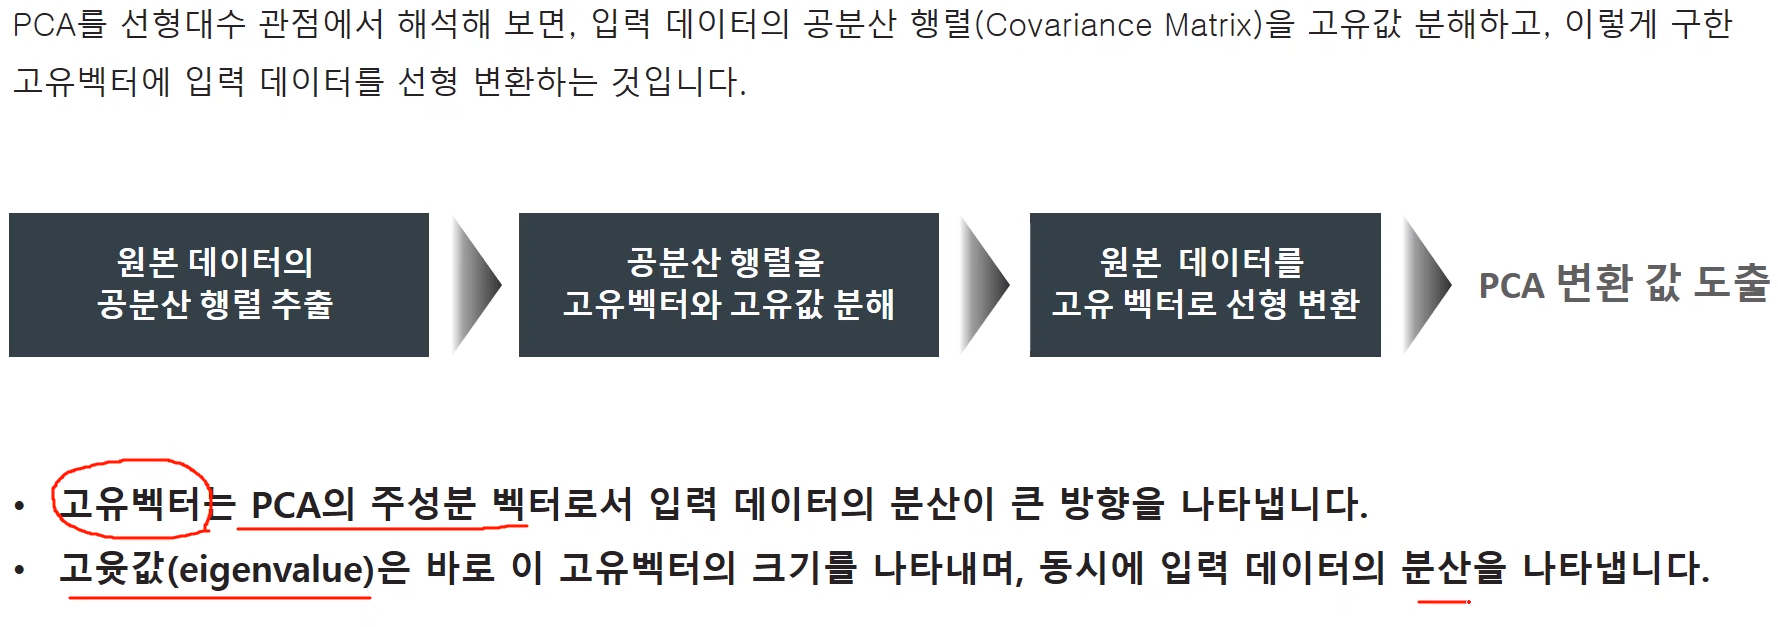 PCA를 선형대수 관점에서 해석해 보면, 입력 데이터의 공분산 행렬(Covariance Matrix)을 고유값 분해하고, 이렇게 구한
고유벡터에 입력 데이터를 선형 변환하는 것입니다.
원본 데이터의
공분산 행렬 추출
공분산 행렬을
고유벡터와 고유값 분해
원본 데이터를
고유 벡터로 선형 변환
PCA 변환 값 도출
• 고유벡터는 PCA의 주성분 벡터로서 입력 데이터의 분산이 큰 방향을 나타냅니다.
• 고윳값(eigenvalue)은 바로 이 고유벡터의 크기를 나타내며, 동시에 입력 데이터의 분산을 나타냅니다.